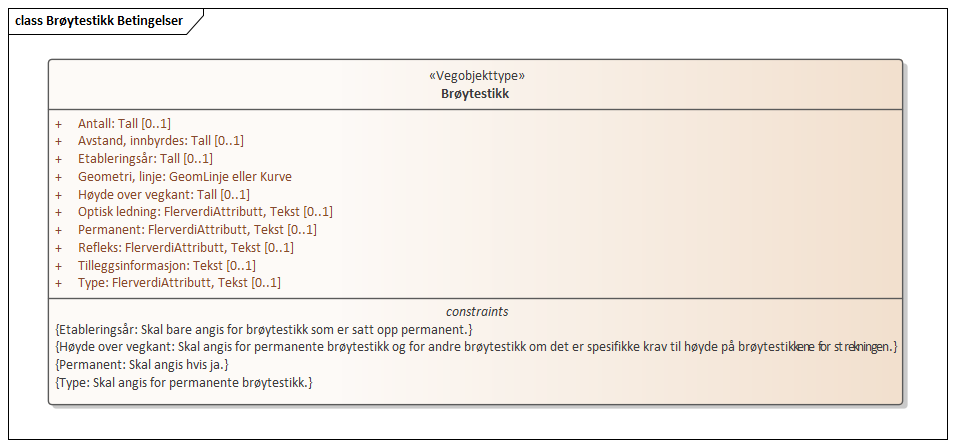 class Brøytestikk Betingelser
«Vegobjekttype»
Brøytestikk
+ Antall: Tall [0..1]
+ Avstand, innbyrdes: Tall [0..1]
+ Etableringsår: Tall [0..1]
+ Geometri, linje: GeomLinje eller Kurve
+ Høyde over vegkant: Tall [0..1]
+ Optisk ledning: FlerverdiAttributt, Tekst [0..1]
+ Permanent: FlerverdiAttributt, Tekst [0..1]
+ Refleks: FlerverdiAttributt, Tekst [0..1]
+ Tilleggsinformasjon: Tekst [0..1]
+ Type: FlerverdiAttributt, Tekst [0..1]
constraints
{Etableringsår: Skal bare angis for brøytestikk som er satt opp permanent.}
{Høyde over vegkant: Skal angis for permanente brøytestikk og for andre brøytestikk om det er spesifikke krav til høyde på brøytestikkene for strekningen.}
{Permanent: Skal angis hvis ja.}
{Type: Skal angis for permanente brøytestikk.}